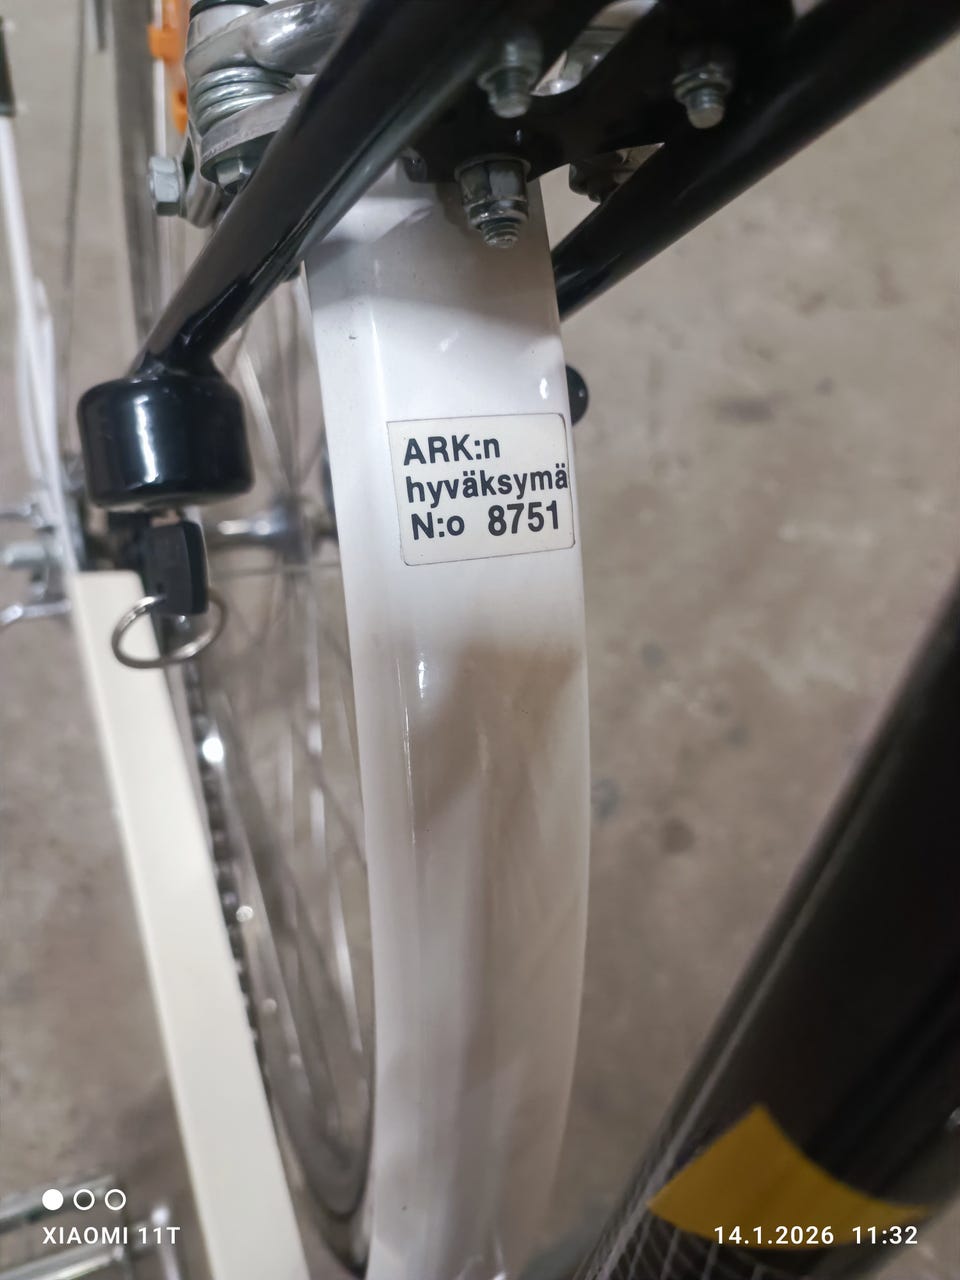 ARK:n
hyväksymä
N:o 8751
XIAOMI 11T
14.1.2026 11:32